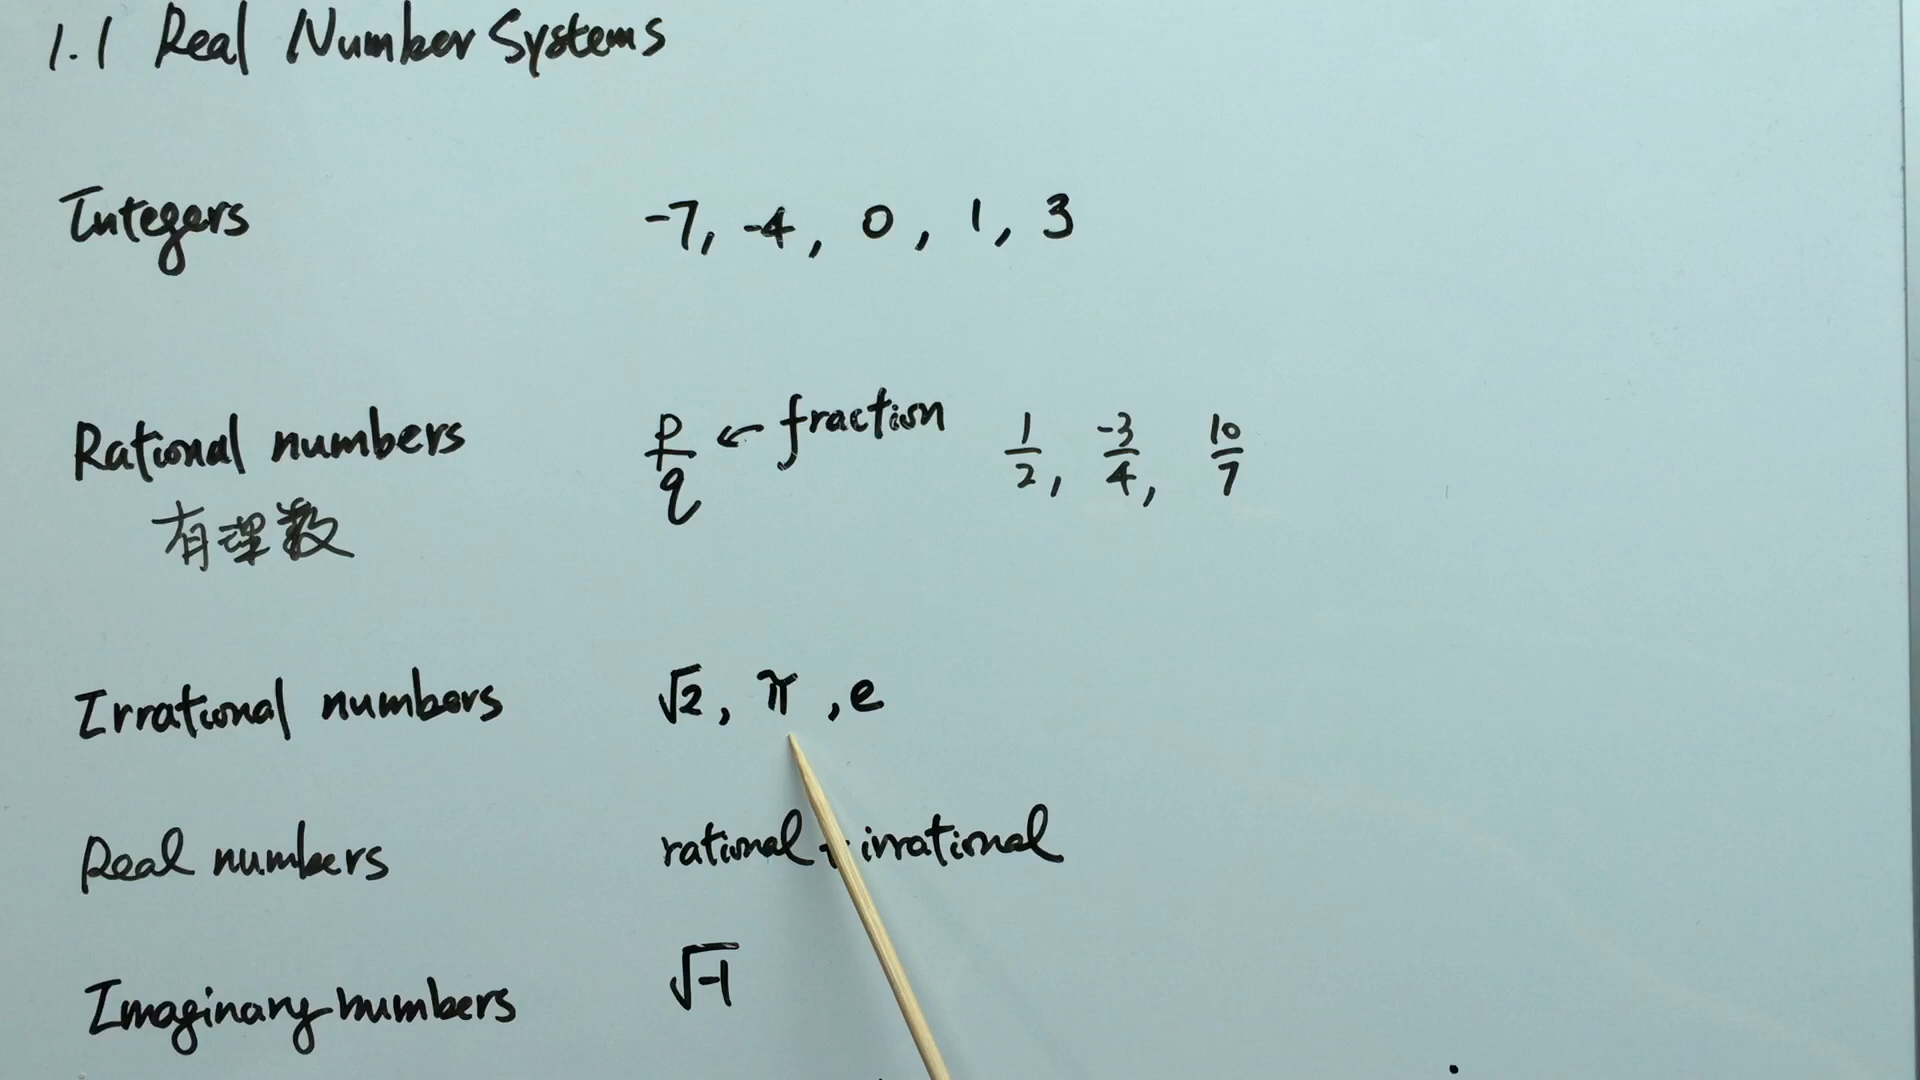 1.1 Real Number Systems
Integers -7, -4, 0, 1, 3
Rational numbers p/q ← fraction 1/2, -3/4, 10/7
有理数
Irrational numbers √2, π, e
Real numbers rational + irrational
Imaginary numbers √-1